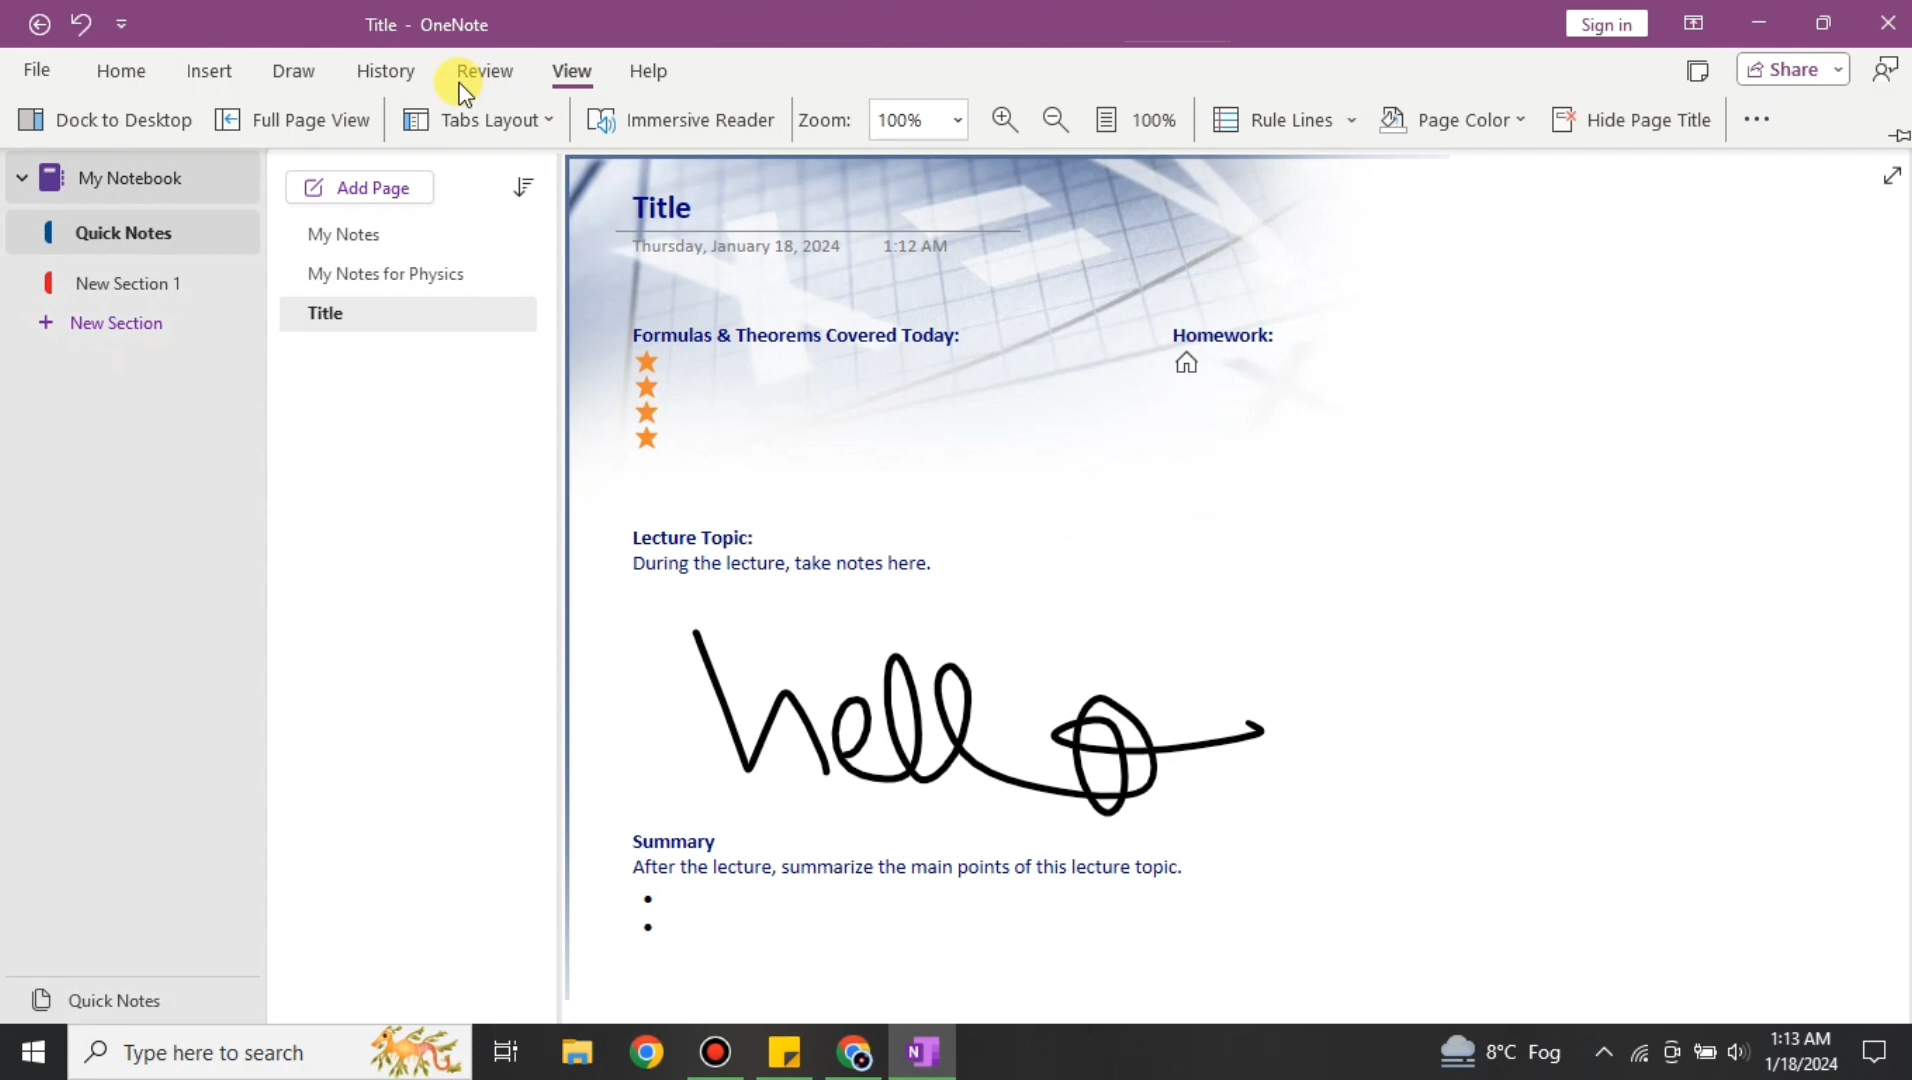 Title - OneNote
Sign in
File Home Insert Draw History Review View Help
Share
Dock to Desktop Full Page View Tabs Layout Immersive Reader Zoom: 100% 100% Rule Lines Page Color Hide Page Title
My Notebook
Quick Notes
New Section 1
+ New Section
Quick Notes
Add Page
My Notes
My Notes for Physics
Title
Title
Thursday, January 18, 2024 1:12 AM
Formulas & Theorems Covered Today:
Homework:
Lecture Topic:
During the lecture, take notes here.
hello
Summary
After the lecture, summarize the main points of this lecture topic.
Type here to search
N
8°C Fog
1:13 AM
1/18/2024